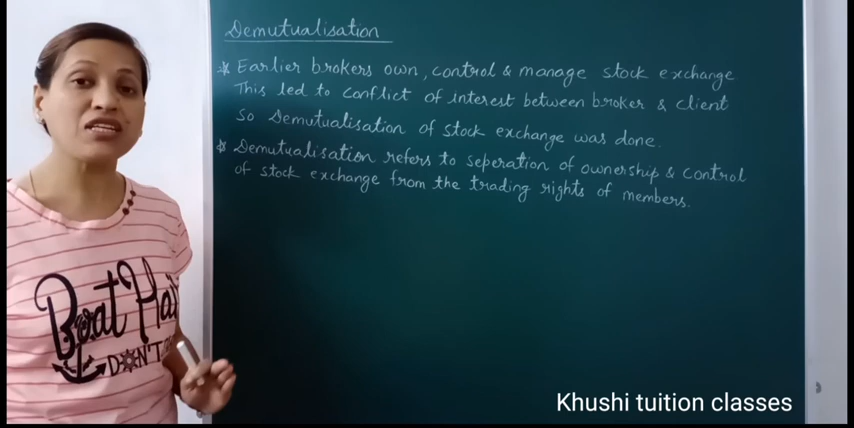 Demutualisation
* Earlier brokers own, control & manage stock exchange
This led to conflict of interest between broker & client
So Demutualisation of stock exchange was done.
* Demutualisation refers to seperation of ownership & control
of stock exchange from the trading rights of members.
Boat Hai
DON'T
Khushi tuition classes